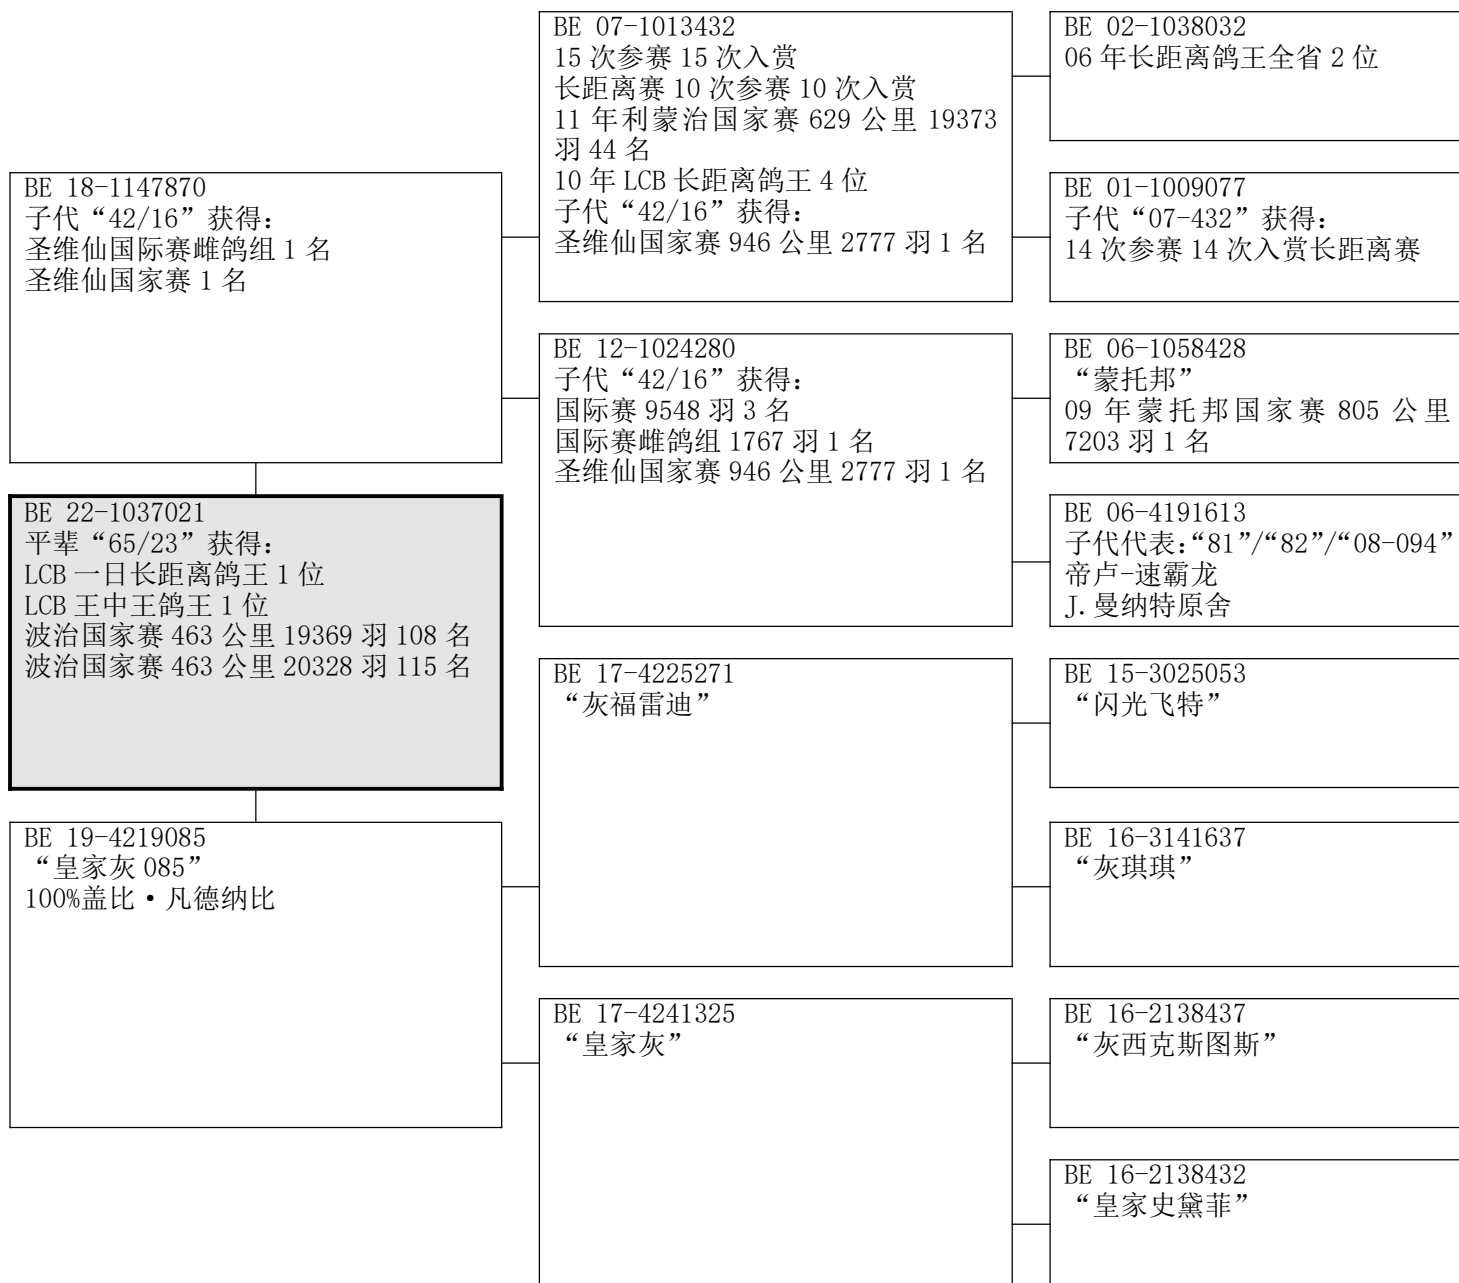 BE 18-1147870
子代“42/16”获得：
圣维仙国际赛雌鸽组 1 名
圣维仙国家赛 1 名
BE 22-1037021
平辈“65/23”获得：
LCB 一日长距离鸽王 1 位
LCB 王中王鸽王 1 位
波治国家赛 463 公里 19369 羽 108 名
波治国家赛 463 公里 20328 羽 115 名
BE 19-4219085
“皇家灰 085”
100%盖比·凡德纳比
BE 07-1013432
15 次参赛 15 次入赏
长距离赛 10 次参赛 10 次入赏
11 年利蒙治国家赛 629 公里 19373
羽 44 名
10 年 LCB 长距离鸽王 4 位
子代“42/16”获得：
圣维仙国家赛 946 公里 2777 羽 1 名
BE 12-1024280
子代“42/16”获得：
国际赛 9548 羽 3 名
国际赛雌鸽组 1767 羽 1 名
圣维仙国家赛 946 公里 2777 羽 1 名
BE 17-4225271
“灰福雷迪”
BE 17-4241325
“皇家灰”
BE 02-1038032
06 年长距离鸽王全省 2 位
BE 01-1009077
子代“07-432”获得：
14 次参赛 14 次入赏长距离赛
BE 06-1058428
“蒙托邦”
09 年蒙托邦国家赛 805 公里
7203 羽 1 名
BE 06-4191613
子代代表：“81”/“82”/“08-094”
帝卢-速霸龙
J.曼纳特原舍
BE 15-3025053
“闪光飞特”
BE 16-3141637
“灰琪琪”
BE 16-2138437
“灰西克斯图斯”
BE 16-2138432
“皇家史黛菲”